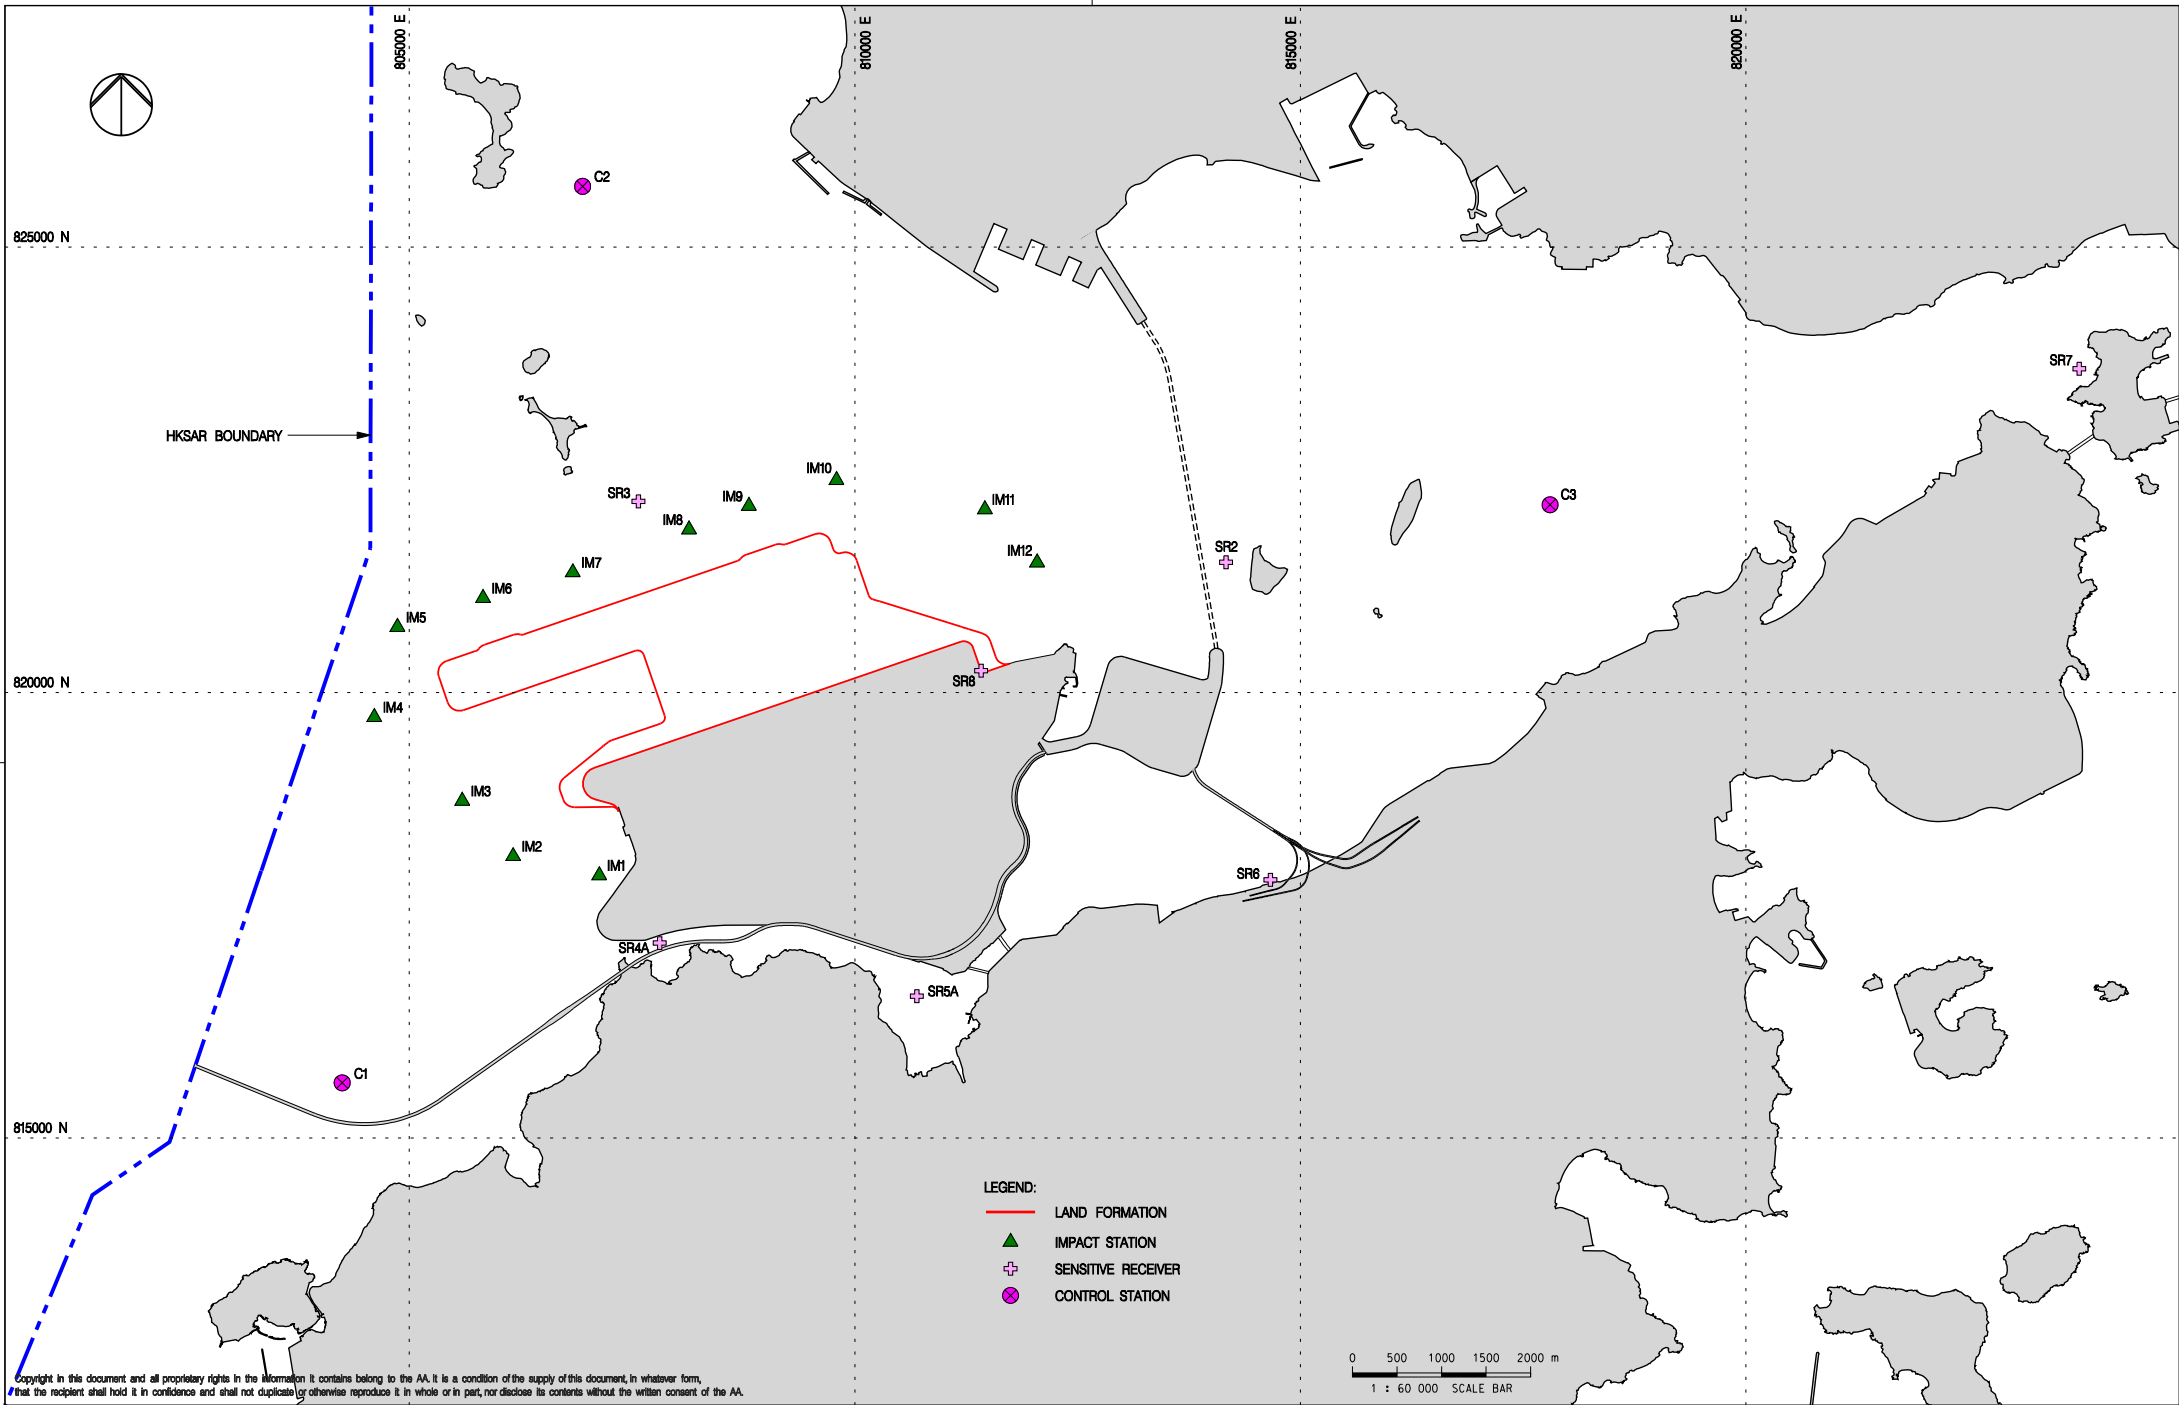 805000 E
810000 E
815000 E
820000 E
C2
825000 N
SR7
HKSAR BOUNDARY
IM10
SR3
IM9
C3
IM11
IM8
SR2
IM12
IM7
IM6
IM5
820000 N
SR8
IM4
IM3
IM2
IM1
SR6
SR4A
SR5A
C1
815000 N
LEGEND:
LAND FORMATION
IMPACT STATION
SENSITIVE RECEIVER
CONTROL STATION
0 500 1000 1500 2000 m
1 : 60 000 SCALE BAR
Copyright in this document and all proprietary rights in the information it contains belong to the AA. It is a condition of the supply of this document, in whatever form,
that the recipient shall hold it in confidence and shall not duplicate or otherwise reproduce it in whole or in part, nor disclose its contents without the written consent of the AA.